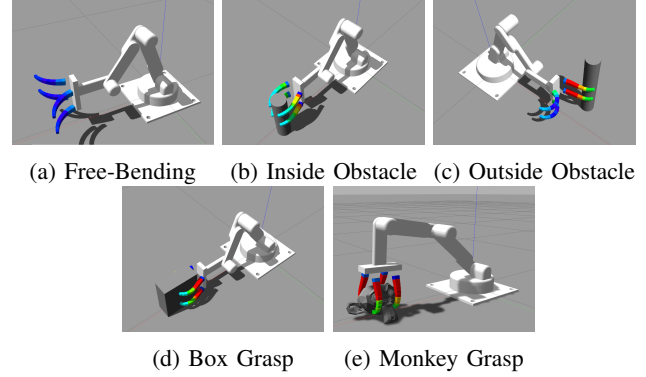 (a) Free-Bending (b) Inside Obstacle (c) Outside Obstacle
(d) Box Grasp (e) Monkey Grasp